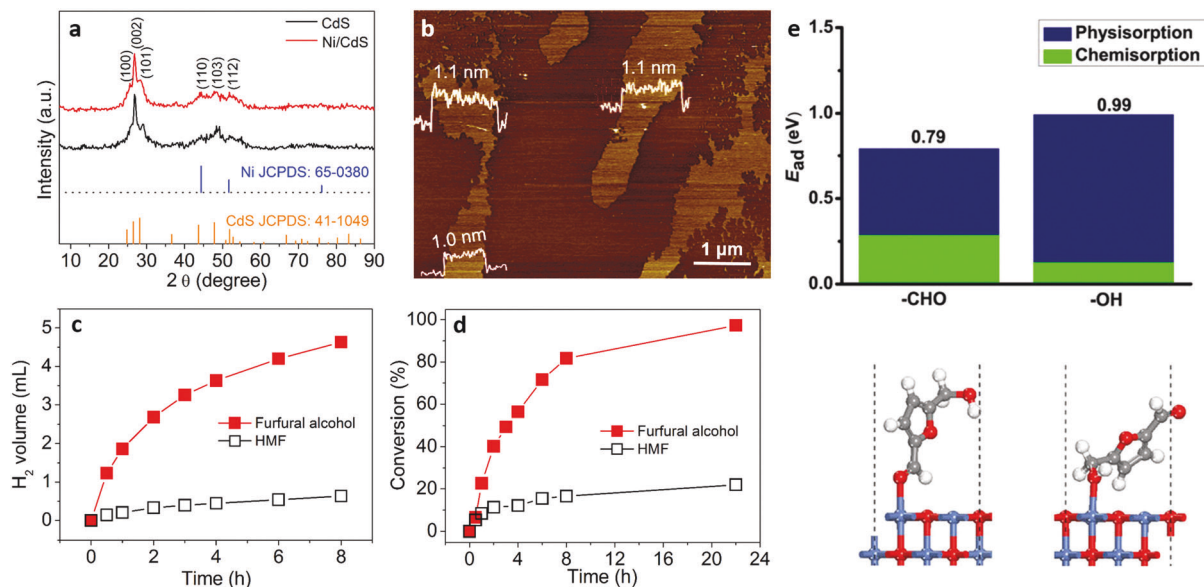 a
CdS
Ni/CdS
(100)
(002)
(101)
(110)
(103)
(112)
Ni JCPDS: 65-0380
CdS JCPDS: 41-1049
Intensity (a.u.)
10 20 30 40 50 60 70 80 90
2 θ (degree)
b
1.1 nm
1.1 nm
1.0 nm
1 μm
e
Physisorption
Chemisorption
1.5
1.0
0.5
0.0
E_ad (eV)
0.79
0.99
-CHO
-OH
c
5
4
3
2
1
0
H₂ volume (mL)
Furfural alcohol
HMF
0 2 4 6 8
Time (h)
d
100
80
60
40
20
0
Conversion (%)
Furfural alcohol
HMF
0 4 8 12 16 20 24
Time (h)